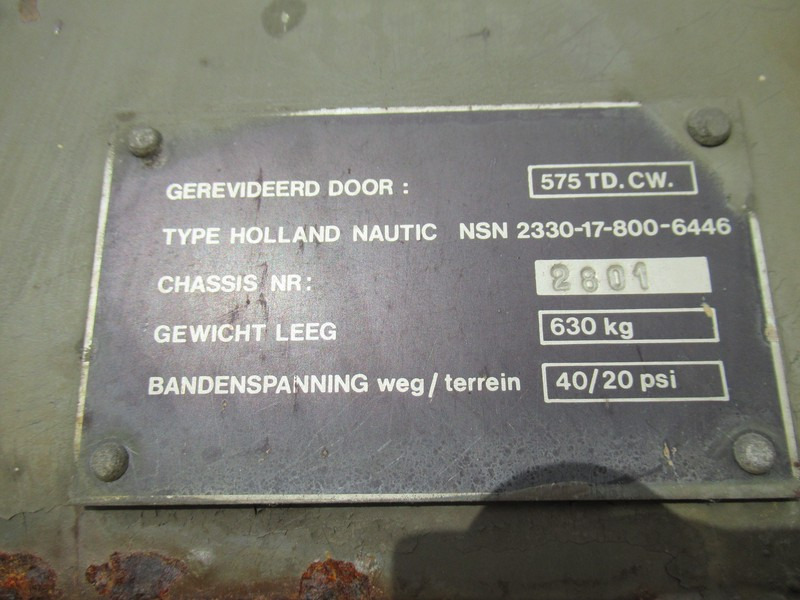 GEREVIDEERD DOOR : 575 TD. CW.
TYPE HOLLAND NAUTIC NSN 2330-17-800-6446
CHASSIS NR: 2801
GEWICHT LEEG 630 kg
BANDENSPANNING weg/terrein 40/20 psi